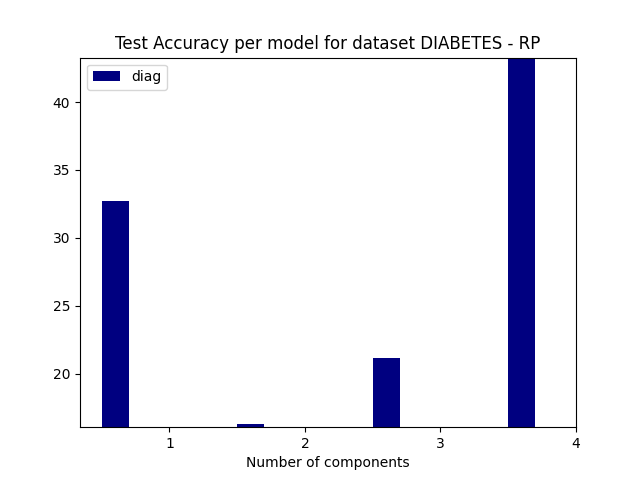 Test Accuracy per model for dataset DIABETES - RP
diag
40
35
30
25
20
1 2 3 4
Number of components